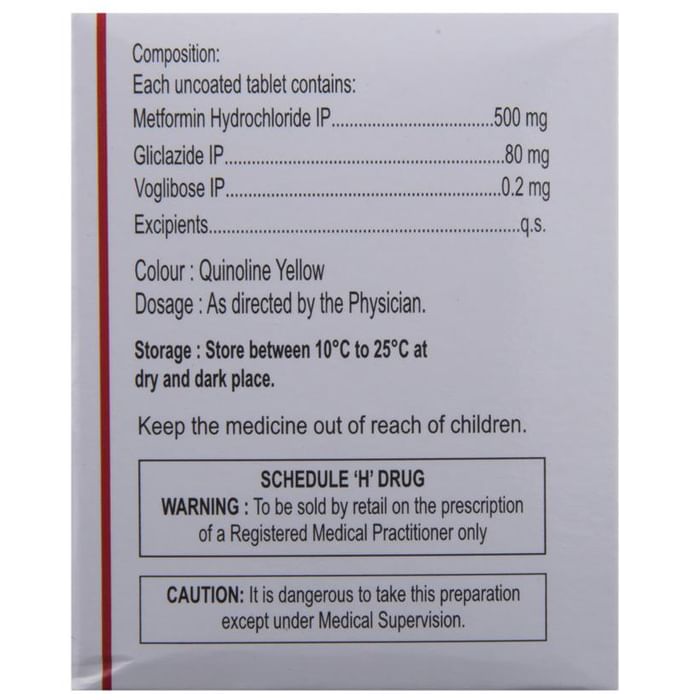 Composition:
Each uncoated tablet contains:
Metformin Hydrochloride IP..................................500 mg
Gliclazide IP..........................................................80 mg
Voglibose IP.........................................................0.2 mg
Excipients................................................................q.s.
Colour : Quinoline Yellow
Dosage : As directed by the Physician.
Storage : Store between 10°C to 25°C at
dry and dark place.
Keep the medicine out of reach of children.
SCHEDULE ‘H’ DRUG
WARNING : To be sold by retail on the prescription
of a Registered Medical Practitioner only
CAUTION: It is dangerous to take this preparation
except under Medical Supervision.